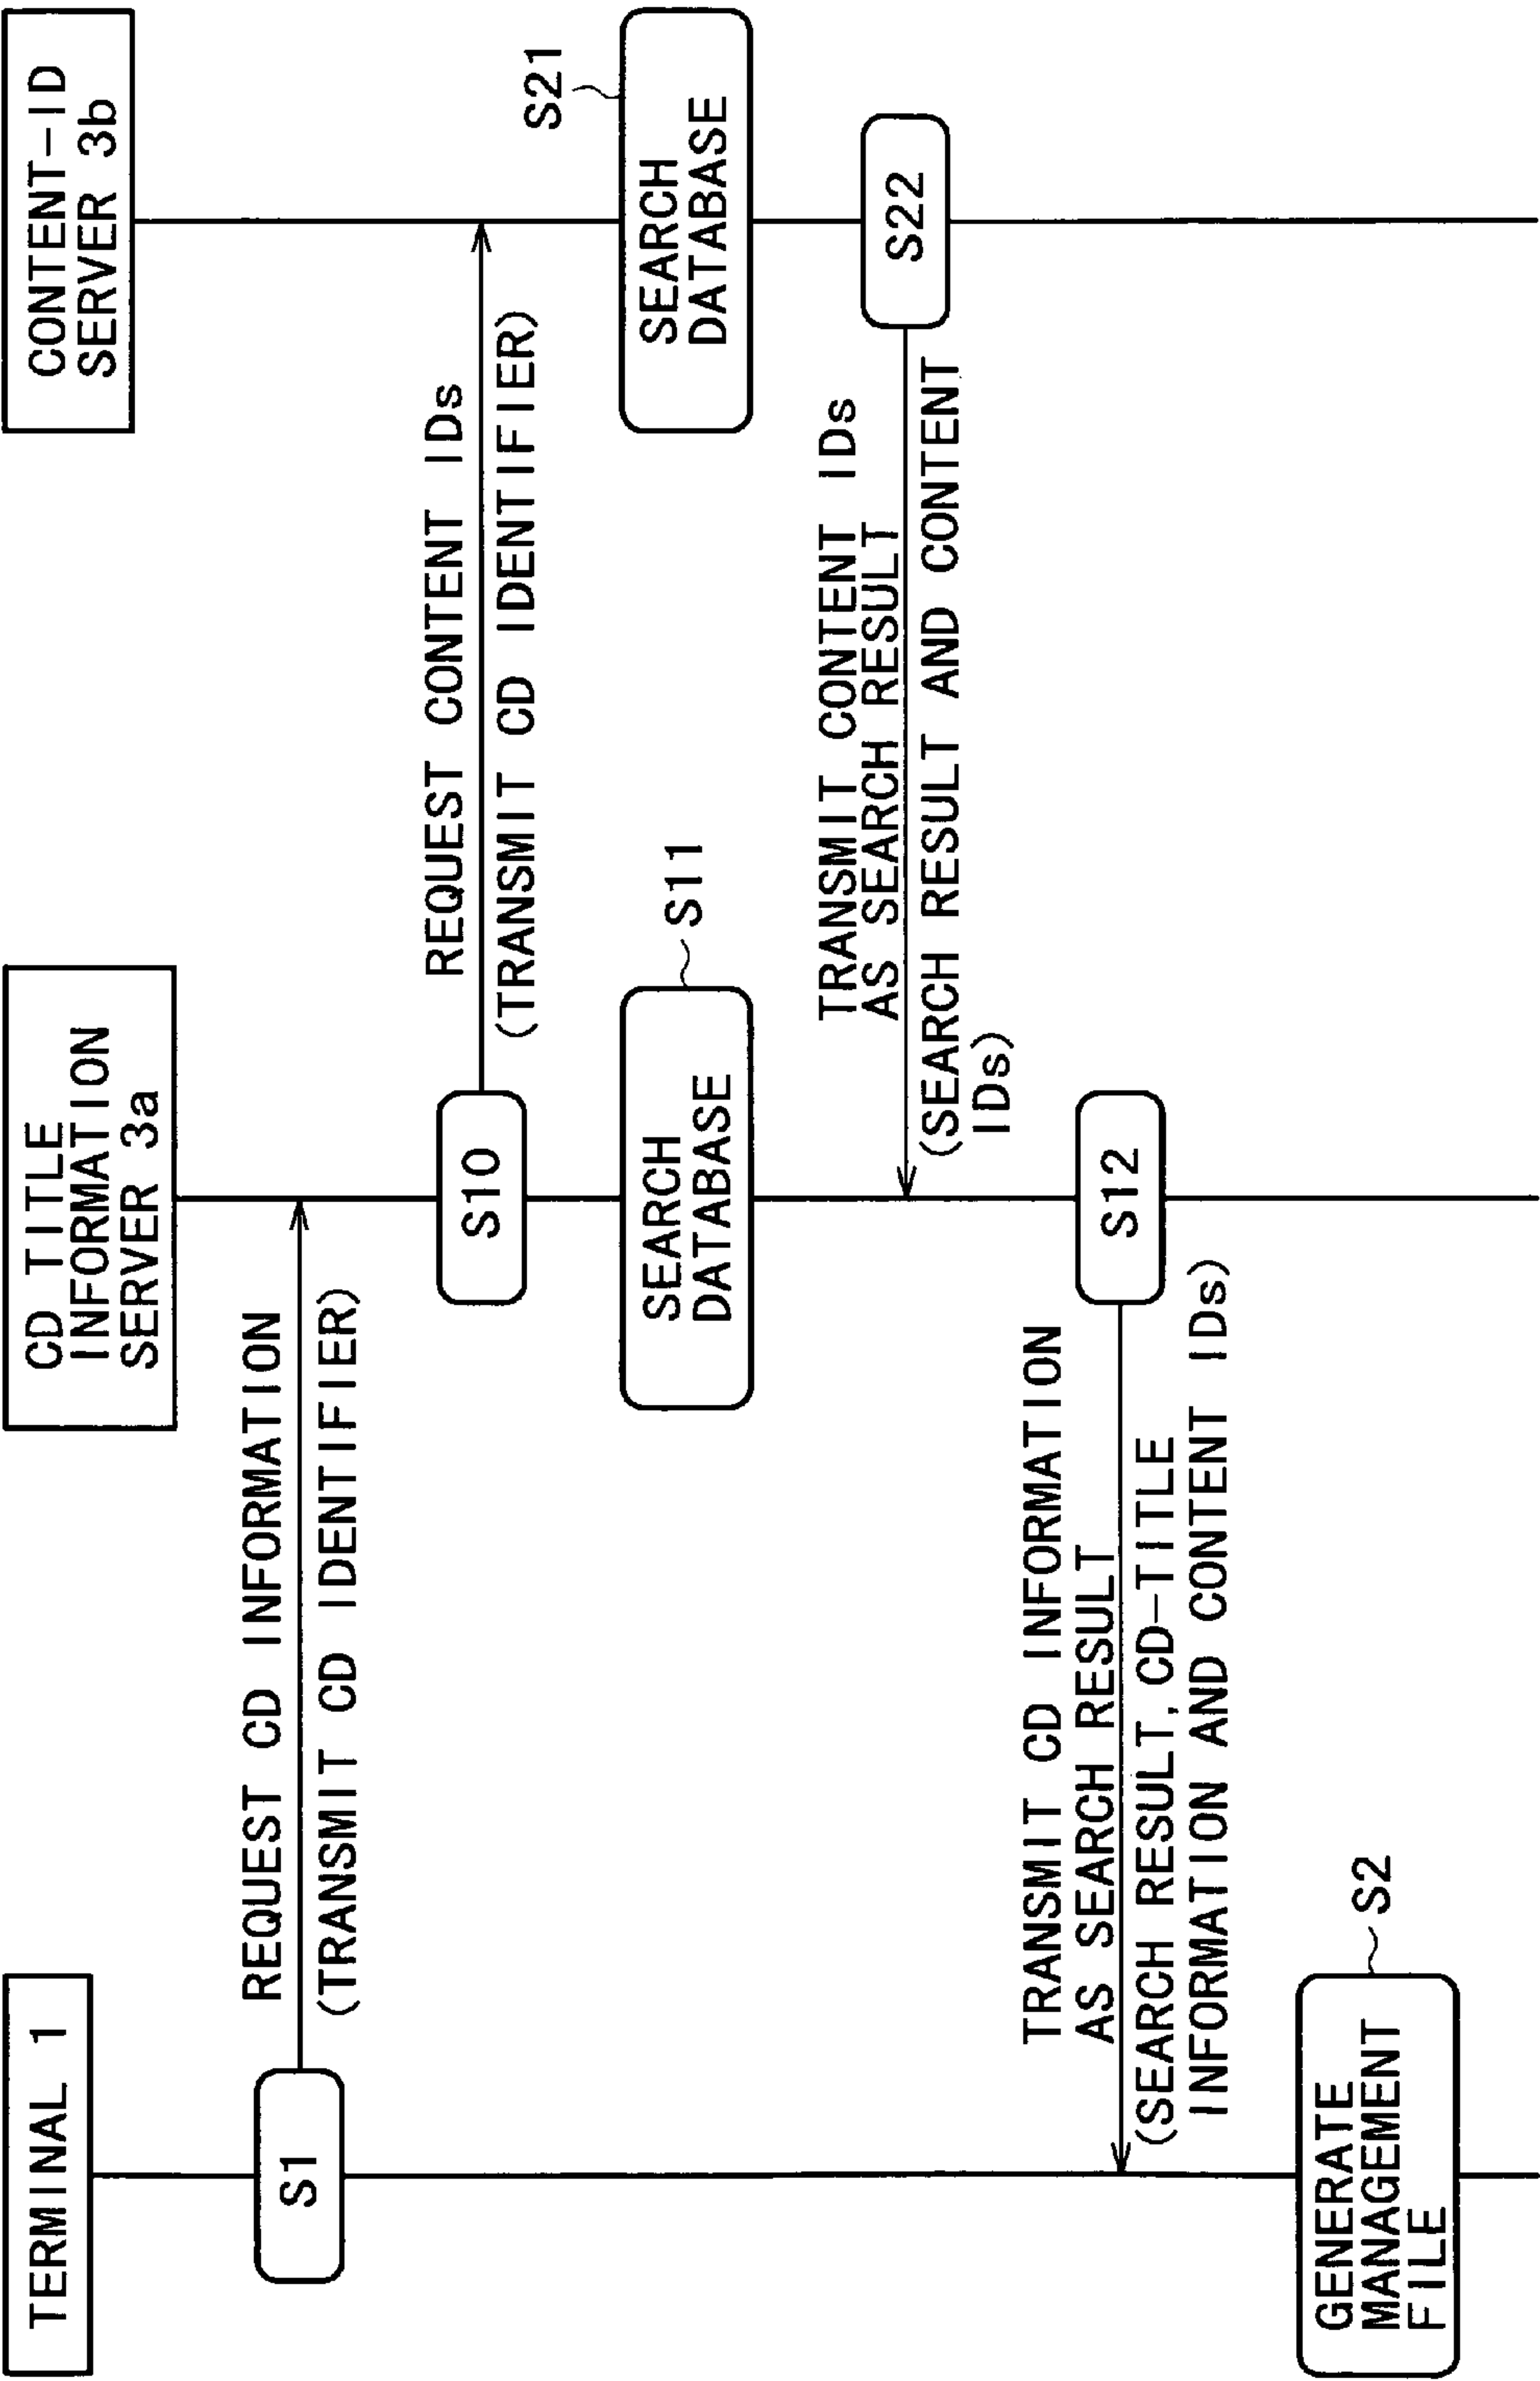 TERMINAL 1
CD TITLE
INFORMATION
SERVER 3a
CONTENT-ID
SERVER 3b
S1
REQUEST CD INFORMATION
(TRANSMIT CD IDENTIFIER)
S10
REQUEST CONTENT IDs
(TRANSMIT CD IDENTIFIER)
SEARCH
DATABASE
S11
SEARCH
DATABASE
S21
S22
TRANSMIT CONTENT IDs
AS SEARCH RESULT
(SEARCH RESULT AND CONTENT
IDs)
S12
TRANSMIT CD INFORMATION
AS SEARCH RESULT
(SEARCH RESULT, CD-TITLE
INFORMATION AND CONTENT IDs)
GENERATE
MANAGEMENT
FILE
S2